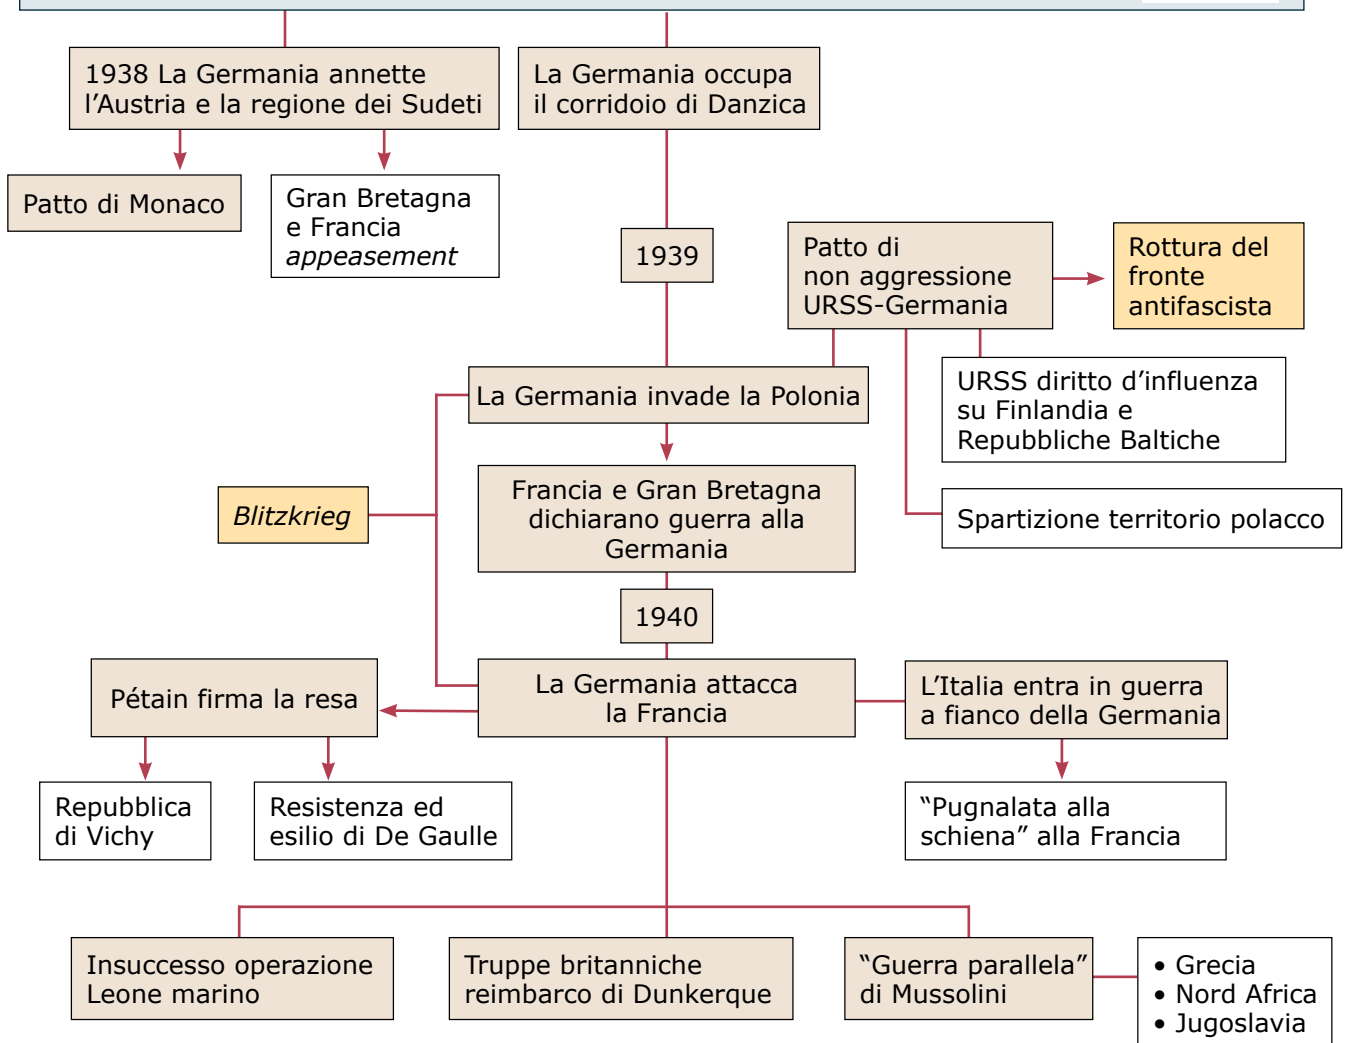 1938 La Germania annette
l’Austria e la regione dei Sudeti
La Germania occupa
il corridoio di Danzica
Patto di Monaco
Gran Bretagna
e Francia
appeasement
1939
Patto di
non aggressione
URSS-Germania
Rottura del
fronte
antifascista
La Germania invade la Polonia
URSS diritto d’influenza
su Finlandia e
Repubbliche Baltiche
Blitzkrieg
Francia e Gran Bretagna
dichiarano guerra alla
Germania
Spartizione territorio polacco
1940
Pétain firma la resa
La Germania attacca
la Francia
L’Italia entra in guerra
a fianco della Germania
Repubblica
di Vichy
Resistenza ed
esilio di De Gaulle
“Pugnalata alla
schiena” alla Francia
Insuccesso operazione
Leone marino
Truppe britanniche
reimbarco di Dunkerque
“Guerra parallela”
di Mussolini
• Grecia
• Nord Africa
• Jugoslavia